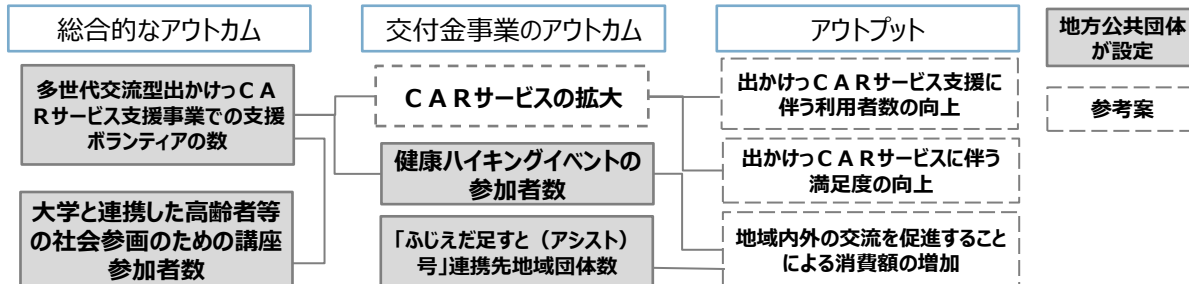 総合的なアウトカム
交付金事業のアウトカム
アウトプット
地方公共団体
が設定
参考案
多世代交流型出かけっCA
Rサービス支援事業での支援
ボランティアの数
大学と連携した高齢者等
の社会参画のための講座
参加者数
CARサービスの拡大
健康ハイキングイベントの
参加者数
「ふじえだ足すと（アシスト）
号」連携先地域団体数
出かけっCARサービス支援に
伴う利用者数の向上
出かけっCARサービスに伴う
満足度の向上
地域内外の交流を促進すること
による消費額の増加